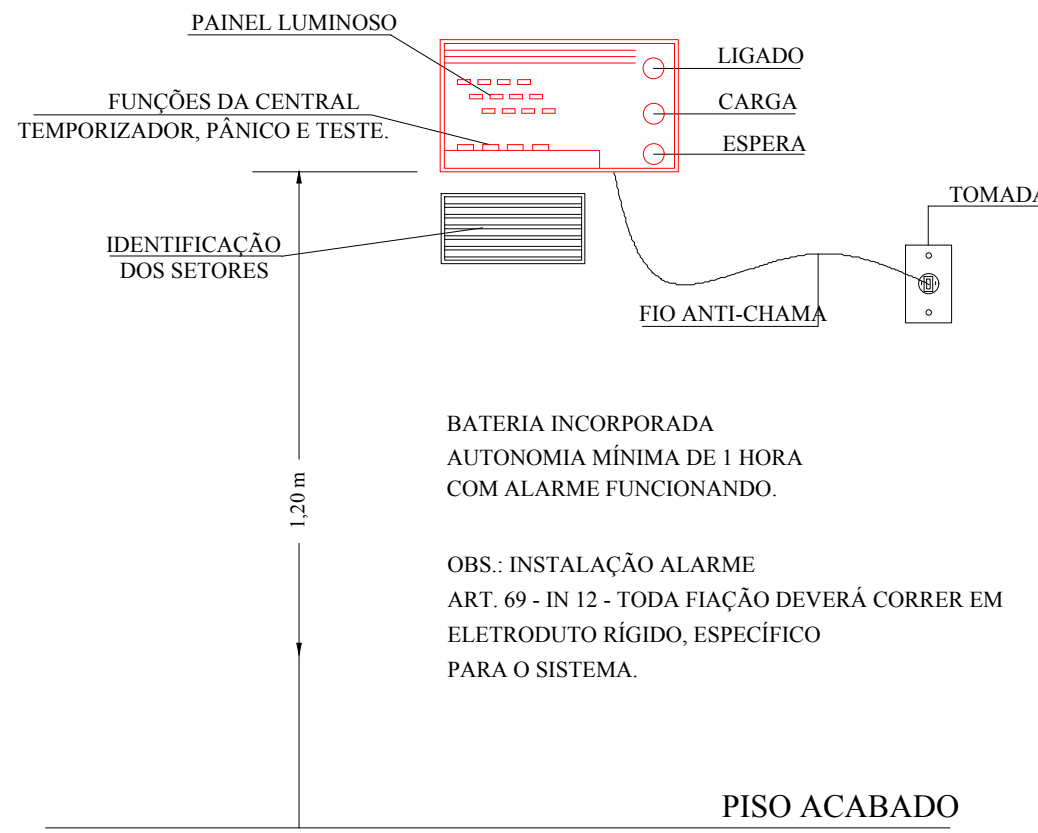 PAINEL LUMINOSO
LIGADO
FUNÇÕES DA CENTRAL
TEMPORIZADOR, PÂNICO E TESTE.
CARGA
ESPERA
TOMADA
IDENTIFICAÇÃO
DOS SETORES
FIO ANTI-CHAMA
1,20 m
BATERIA INCORPORADA
AUTONOMIA MÍNIMA DE 1 HORA
COM ALARME FUNCIONANDO.
OBS.: INSTALAÇÃO ALARME
ART. 69 - IN 12 - TODA FIAÇÃO DEVERÁ CORRER EM
ELETRODUTO RÍGIDO, ESPECÍFICO
PARA O SISTEMA.
PISO ACABADO